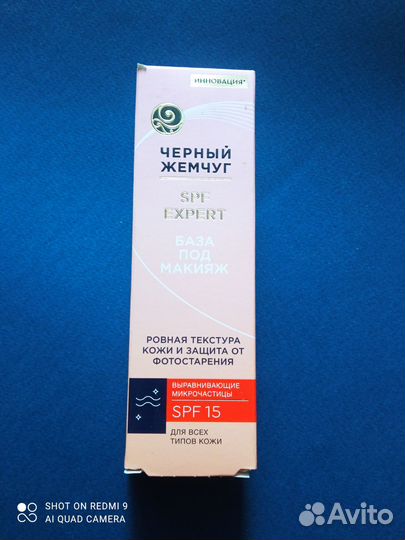 ИННОВАЦИЯ*
ЧЕРНЫЙ
ЖЕМЧУГ
SPF
EXPERT
БАЗА
ПОД
МАКИЯЖ
РОВНАЯ ТЕКСТУРА
КОЖИ И ЗАЩИТА ОТ
ФОТОСТАРЕНИЯ
ВЫРАВНИВАЮЩИЕ
МИКРОЧАСТИЦЫ
SPF 15
ДЛЯ ВСЕХ
ТИПОВ КОЖИ
SHOT ON REDMI 9
AI QUAD CAMERA
Avito